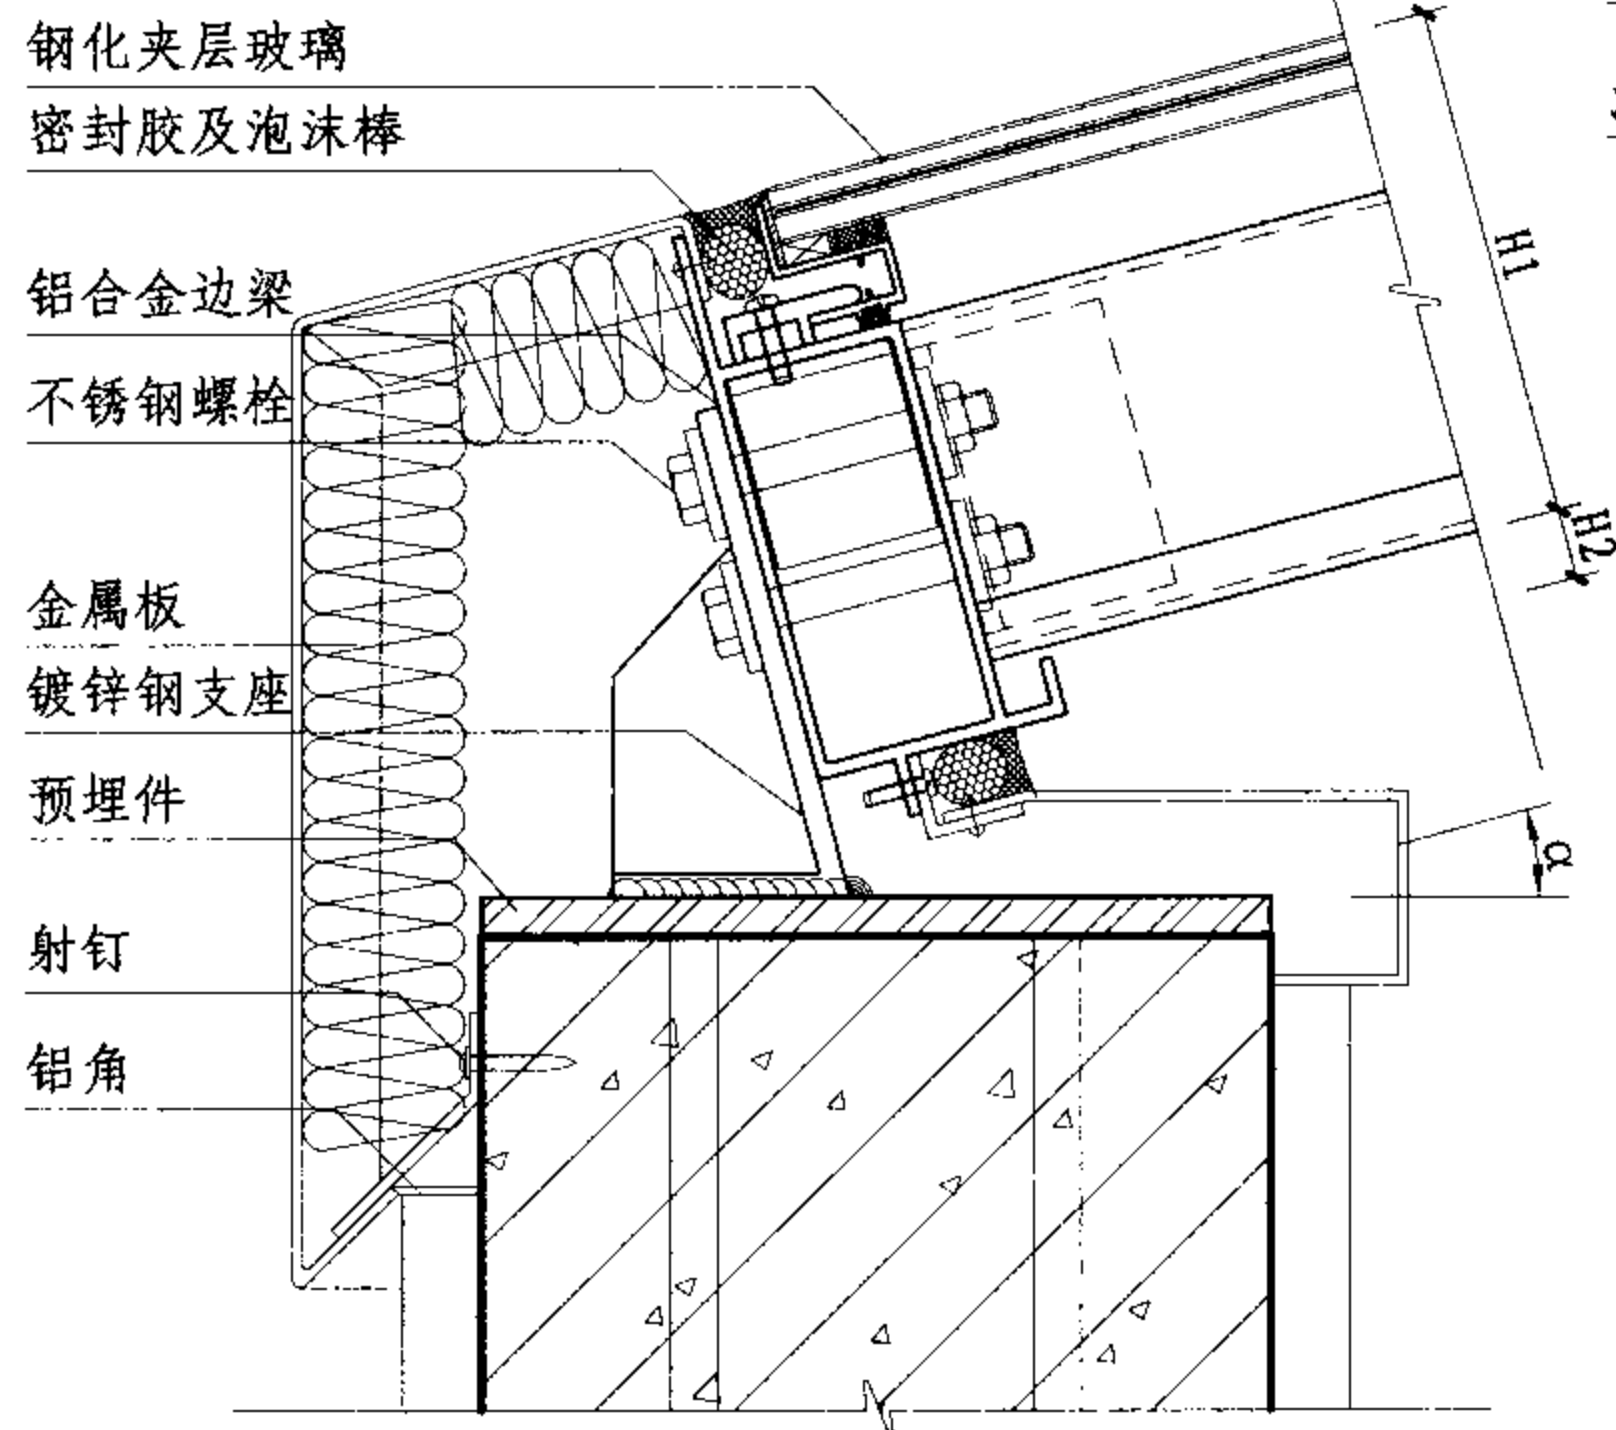 钢化夹层玻璃
密封胶及泡沫棒
铝合金边梁
不锈钢螺栓
金属板
镀锌钢支座
预埋件
射钉
铝角
H1
H2
α